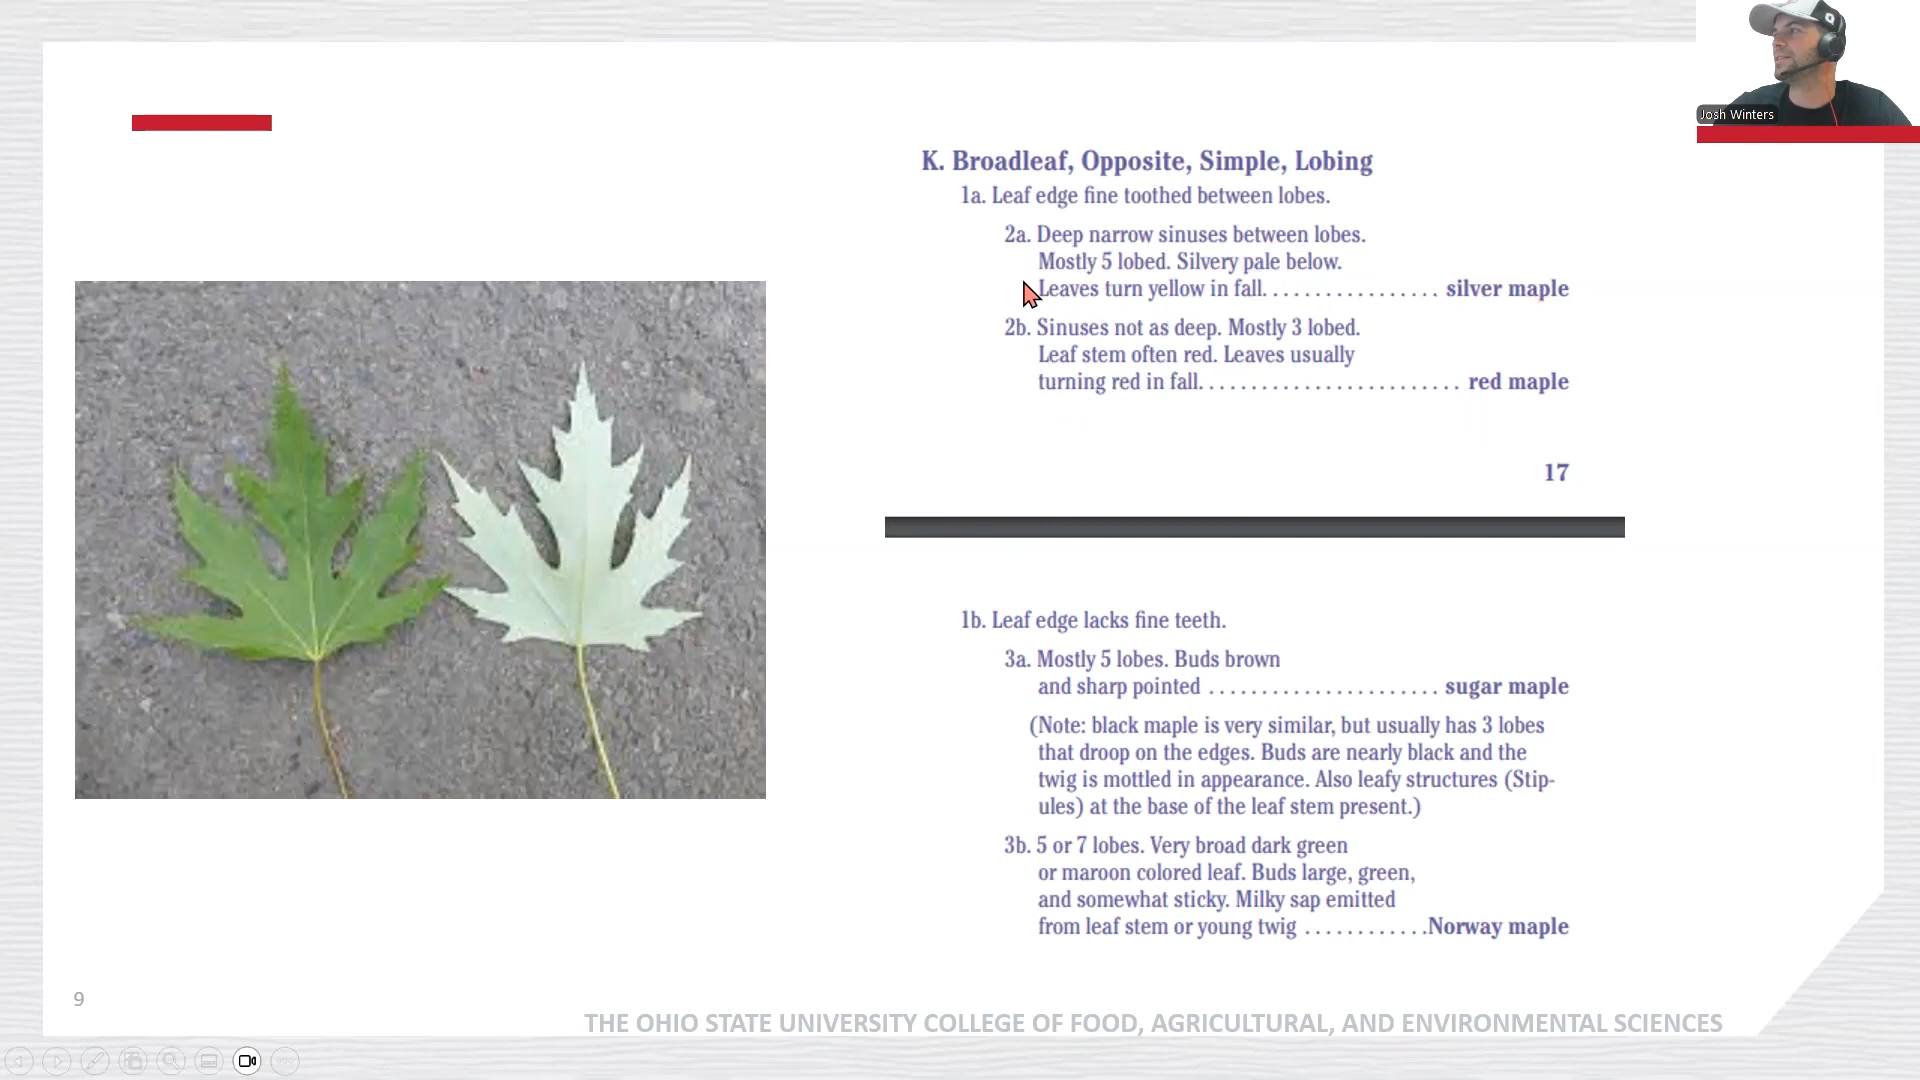 Josh Winters
K. Broadleaf, Opposite, Simple, Lobing
1a. Leaf edge fine toothed between lobes.
2a. Deep narrow sinuses between lobes.
Mostly 5 lobed. Silvery pale below.
Leaves turn yellow in fall. . . . . . . . . . . . . . . . . silver maple
2b. Sinuses not as deep. Mostly 3 lobed.
Leaf stem often red. Leaves usually
turning red in fall. . . . . . . . . . . . . . . . . . . . . . . . . red maple
17
1b. Leaf edge lacks fine teeth.
3a. Mostly 5 lobes. Buds brown
and sharp pointed . . . . . . . . . . . . . . . . . . . . . . sugar maple
(Note: black maple is very similar, but usually has 3 lobes
that droop on the edges. Buds are nearly black and the
twig is mottled in appearance. Also leafy structures (Stip-
ules) at the base of the leaf stem present.)
3b. 5 or 7 lobes. Very broad dark green
or maroon colored leaf. Buds large, green,
and somewhat sticky. Milky sap emitted
from leaf stem or young twig . . . . . . . . . . . .Norway maple
9
THE OHIO STATE UNIVERSITY COLLEGE OF FOOD, AGRICULTURAL, AND ENVIRONMENTAL SCIENCES